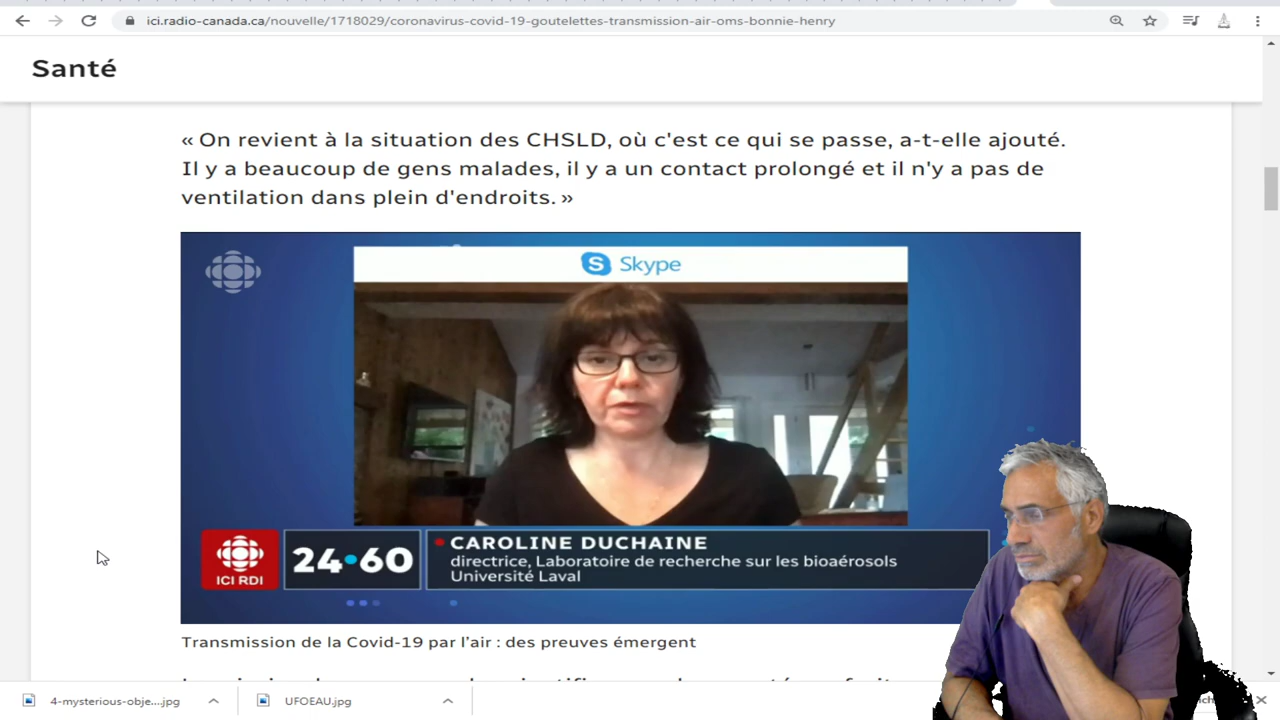 ici.radio-canada.ca/nouvelle/1718029/coronavirus-covid-19-goutelettes-transmission-air-oms-bonnie-henry
Santé
« On revient à la situation des CHSLD, où c'est ce qui se passe, a-t-elle ajouté.
Il y a beaucoup de gens malades, il y a un contact prolongé et il n'y a pas de
ventilation dans plein d'endroits. »
Skype
ICI RDI
24•60
CAROLINE DUCHAINE
directrice, Laboratoire de recherche sur les bioaérosols
Université Laval
Transmission de la Covid-19 par l'air : des preuves émergent
4-mysterious-obje....jpg
UFOEAU.jpg